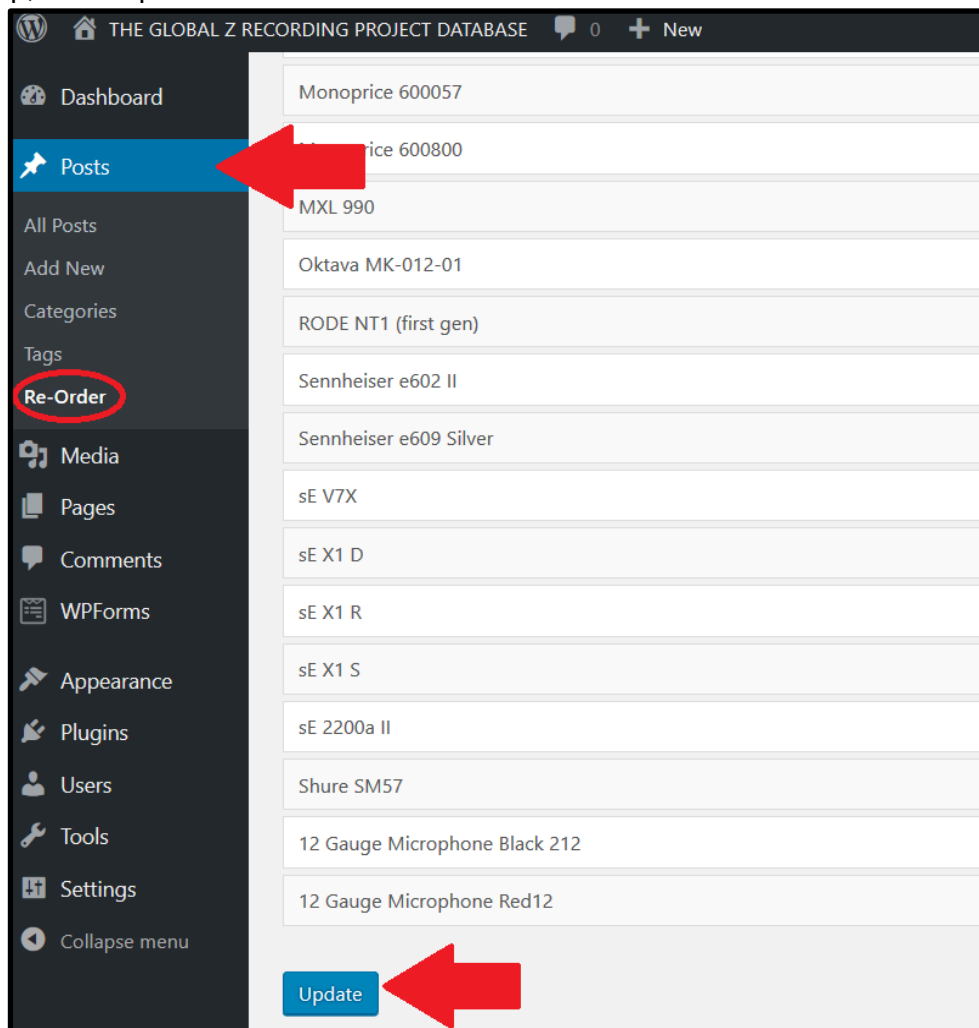 THE GLOBAL Z RECORDING PROJECT DATABASE 0 + New
Dashboard
Posts
All Posts
Add New
Categories
Tags
Re-Order
Media
Pages
Comments
WPForms
Appearance
Plugins
Users
Tools
Settings
Collapse menu
Monoprice 600057
600800
MXL 990
Oktava MK-012-01
RODE NT1 (first gen)
Sennheiser e602 II
Sennheiser e609 Silver
sE V7X
sE X1 D
sE X1 R
sE X1 S
sE 2200a II
Shure SM57
12 Gauge Microphone Black 212
12 Gauge Microphone Red12
Update